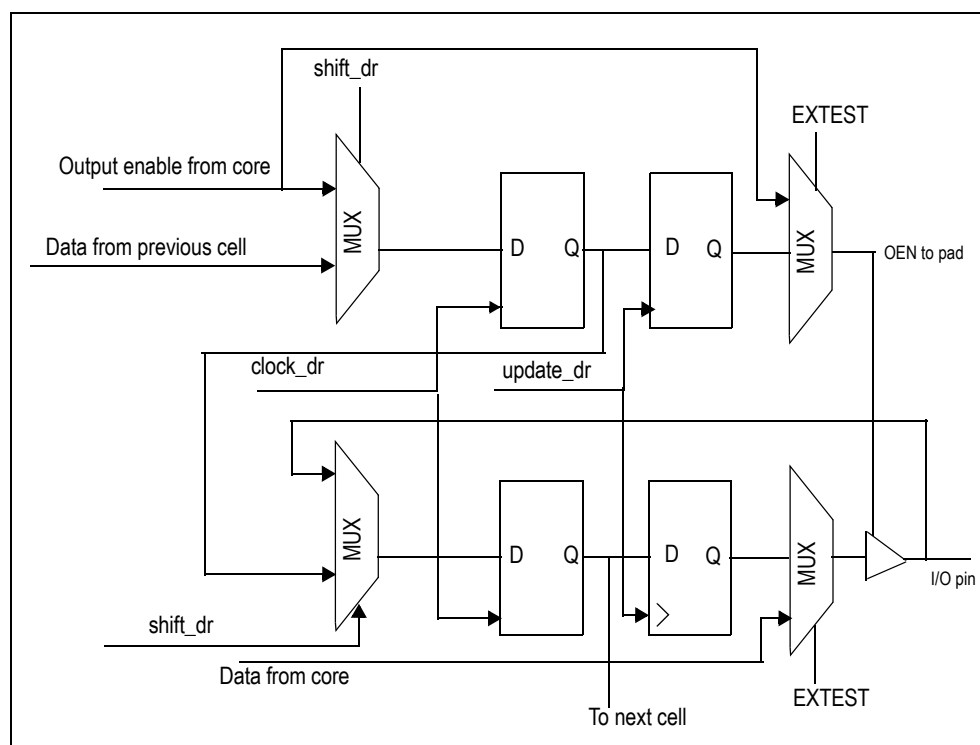 shift_dr
EXTEST
Output enable from core
MUX
D Q
D Q
MUX
Data from previous cell
OEN to pad
clock_dr
update_dr
MUX
D Q
D Q
MUX
I/O pin
shift_dr
Data from core
EXTEST
To next cell